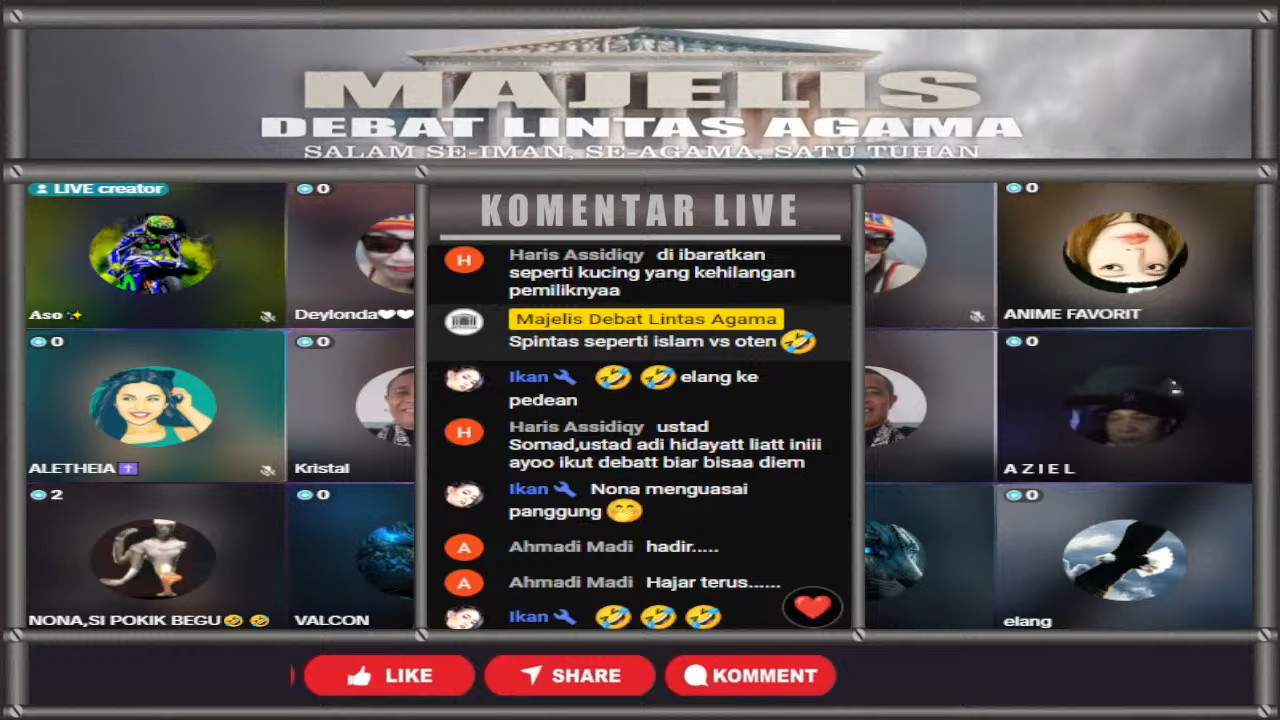 MAJELIS
DEBAT LINTAS AGAMA
SALAM SE-IMAN, SE-AGAMA, SATU TUHAN
LIVE creator
0
Aso
Deylonda
KOMENTAR LIVE
Haris Assidiqy di ibaratkan
seperti kucing yang kehilangan
pemiliknyaa
Majelis Debat Lintas Agama
Spintas seperti islam vs oten 🤣
Ikan 🔧 🤣 🤣 elang ke
pedean
Haris Assidiqy ustad
Somad,ustad adi hidayatt liatt iniii
ayoo ikut debatt biar bisaa diem
Ikan 🔧 Nona menguasai
panggung 🤭
Ahmadi Madi hadir.....
Ahmadi Madi Hajar terus......
Ikan 🔧 🤣 🤣 🤣
0
ANIME FAVORIT
0
ALETHEIA ✝
0
Kristal
0
A Z I E L
2
NONA,SI POKIK BEGU 🤣 🤣
0
VALCON
0
elang
LIKE
SHARE
KOMMENT